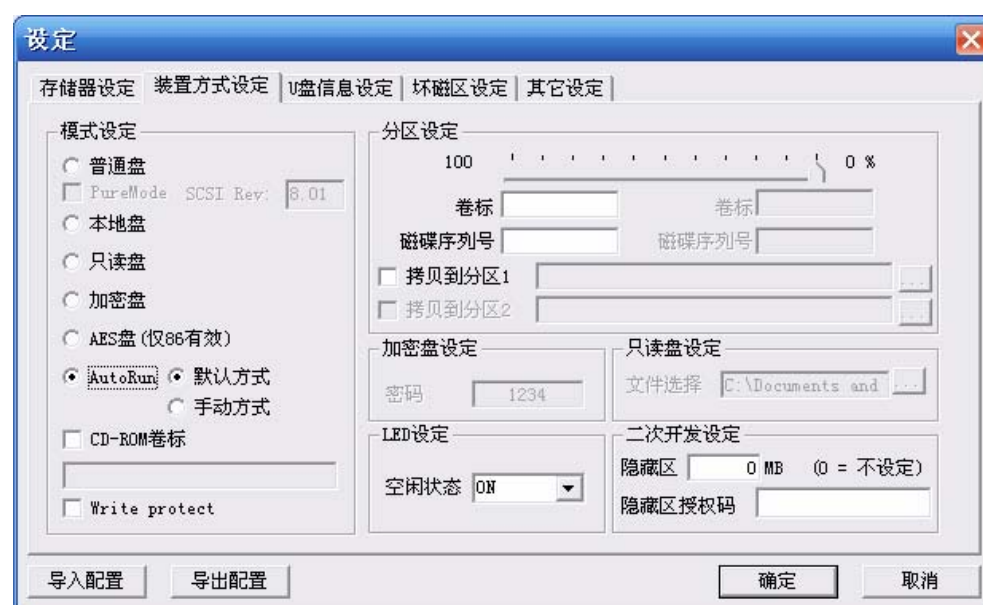 设定
存储器设定 装置方式设定 U盘信息设定 坏磁区设定 其它设定
模式设定
普通盘
PureMode SCSI Rev: 8.01
本地盘
只读盘
加密盘
AES盘(仅86有效)
AutoRun 默认方式
手动方式
CD-ROM卷标
Write protect
分区设定
100 0 %
卷标 卷标
磁碟序列号 磁碟序列号
拷贝到分区1 ...
拷贝到分区2 ...
加密盘设定
密码 1234
只读盘设定
文件选择 C:\Documents and ...
LED设定
空闲状态 ON
二次开发设定
隐藏区 0 MB (0 = 不设定)
隐藏区授权码
导入配置 导出配置 确定 取消